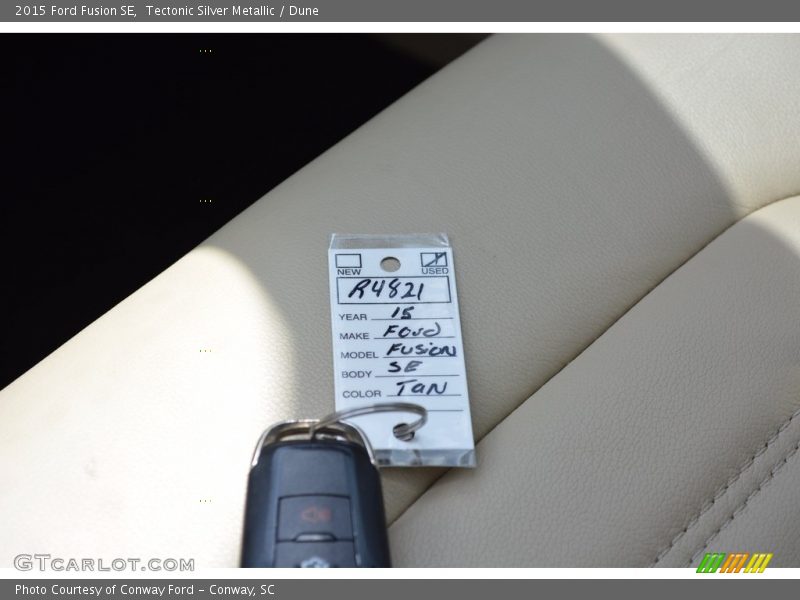 2015 Ford Fusion SE, Tectonic Silver Metallic / Dune
NEW USED
R4821
YEAR 15
MAKE Ford
MODEL FUSION
BODY SE
COLOR TAN
GTCARLOT.COM
Photo Courtesy of Conway Ford - Conway, SC